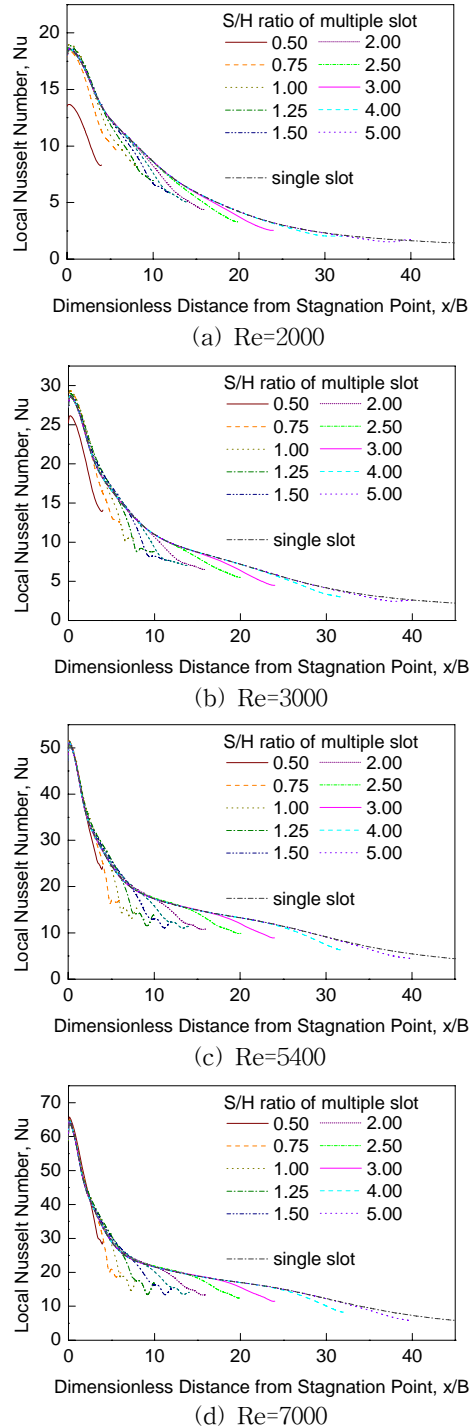 S/H ratio of multiple slot
0.50 2.00
0.75 2.50
1.00 3.00
1.25 4.00
1.50 5.00
single slot
Local Nusselt Number, Nu
20
15
10
5
0
0 10 20 30 40
Dimensionless Distance from Stagnation Point, x/B
(a) Re=2000
S/H ratio of multiple slot
0.50 2.00
0.75 2.50
1.00 3.00
1.25 4.00
1.50 5.00
single slot
Local Nusselt Number, Nu
30
25
20
15
10
5
0
0 10 20 30 40
Dimensionless Distance from Stagnation Point, x/B
(b) Re=3000
S/H ratio of multiple slot
0.50 2.00
0.75 2.50
1.00 3.00
1.25 4.00
1.50 5.00
single slot
Local Nusselt Number, Nu
50
40
30
20
10
0
0 10 20 30 40
Dimensionless Distance from Stagnation Point, x/B
(c) Re=5400
S/H ratio of multiple slot
0.50 2.00
0.75 2.50
1.00 3.00
1.25 4.00
1.50 5.00
single slot
Local Nusselt Number, Nu
70
60
50
40
30
20
10
0
0 10 20 30 40
Dimensionless Distance from Stagnation Point, x/B
(d) Re=7000